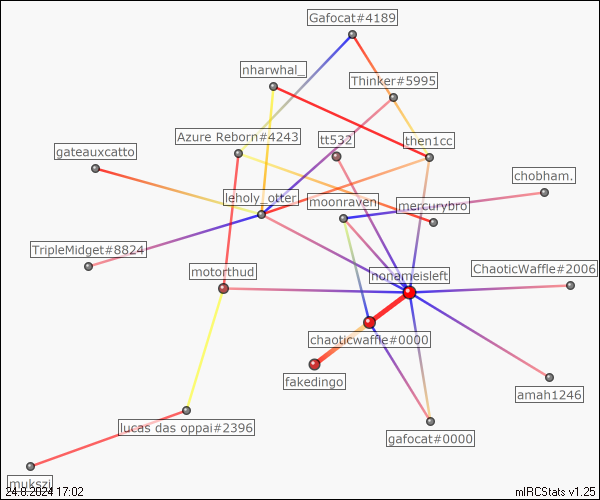 Gafocat#4189
nharwhal_
Thinker#5995
Azure Reborn#4243
tt532
then1cc
gateauxcatto
chobham.
leholy_otter
moonraven
mercurybro
TripleMidget#8824
motorthud
nonameisleft
ChaoticWaffle#2006
chaoticwaffle#0000
fakedingo
amah1246
lucas das oppai#2396
gafocat#0000
mukszi
24.8.2024 17:02
mIRCStats v1.25